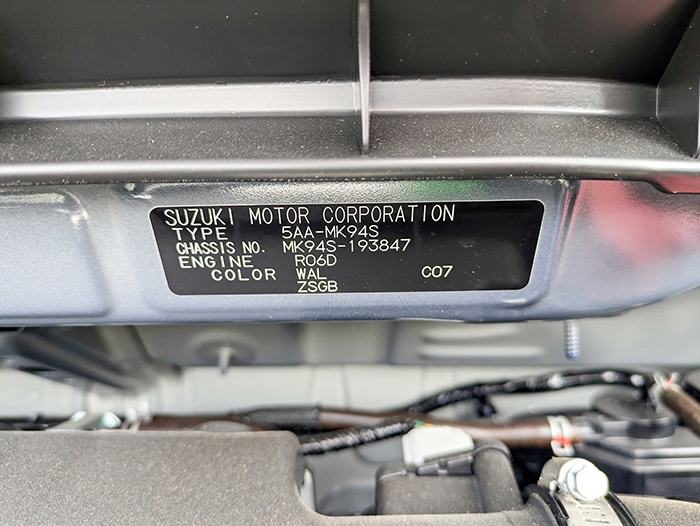 SUZUKI MOTOR CORPORATION
TYPE 5AA-MK94S
CHASSIS NO. MK94S-193847
ENGINE R06D
COLOR WAL C07
ZSGB